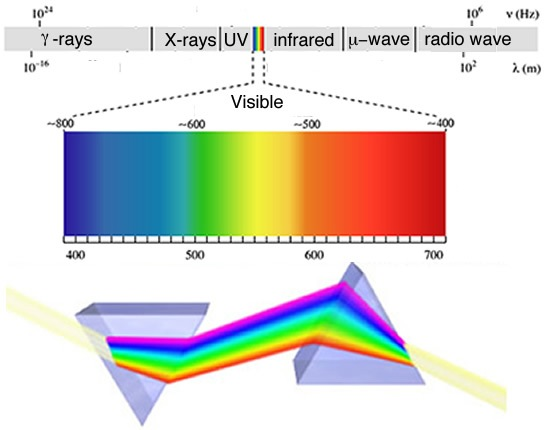 10²⁴ 10⁶ ν (Hz)
γ -rays X-rays UV infrared μ-wave radio wave
10⁻¹⁶ 10² λ (m)
Visible
~800 ~600 ~500 ~400
400 500 600 700